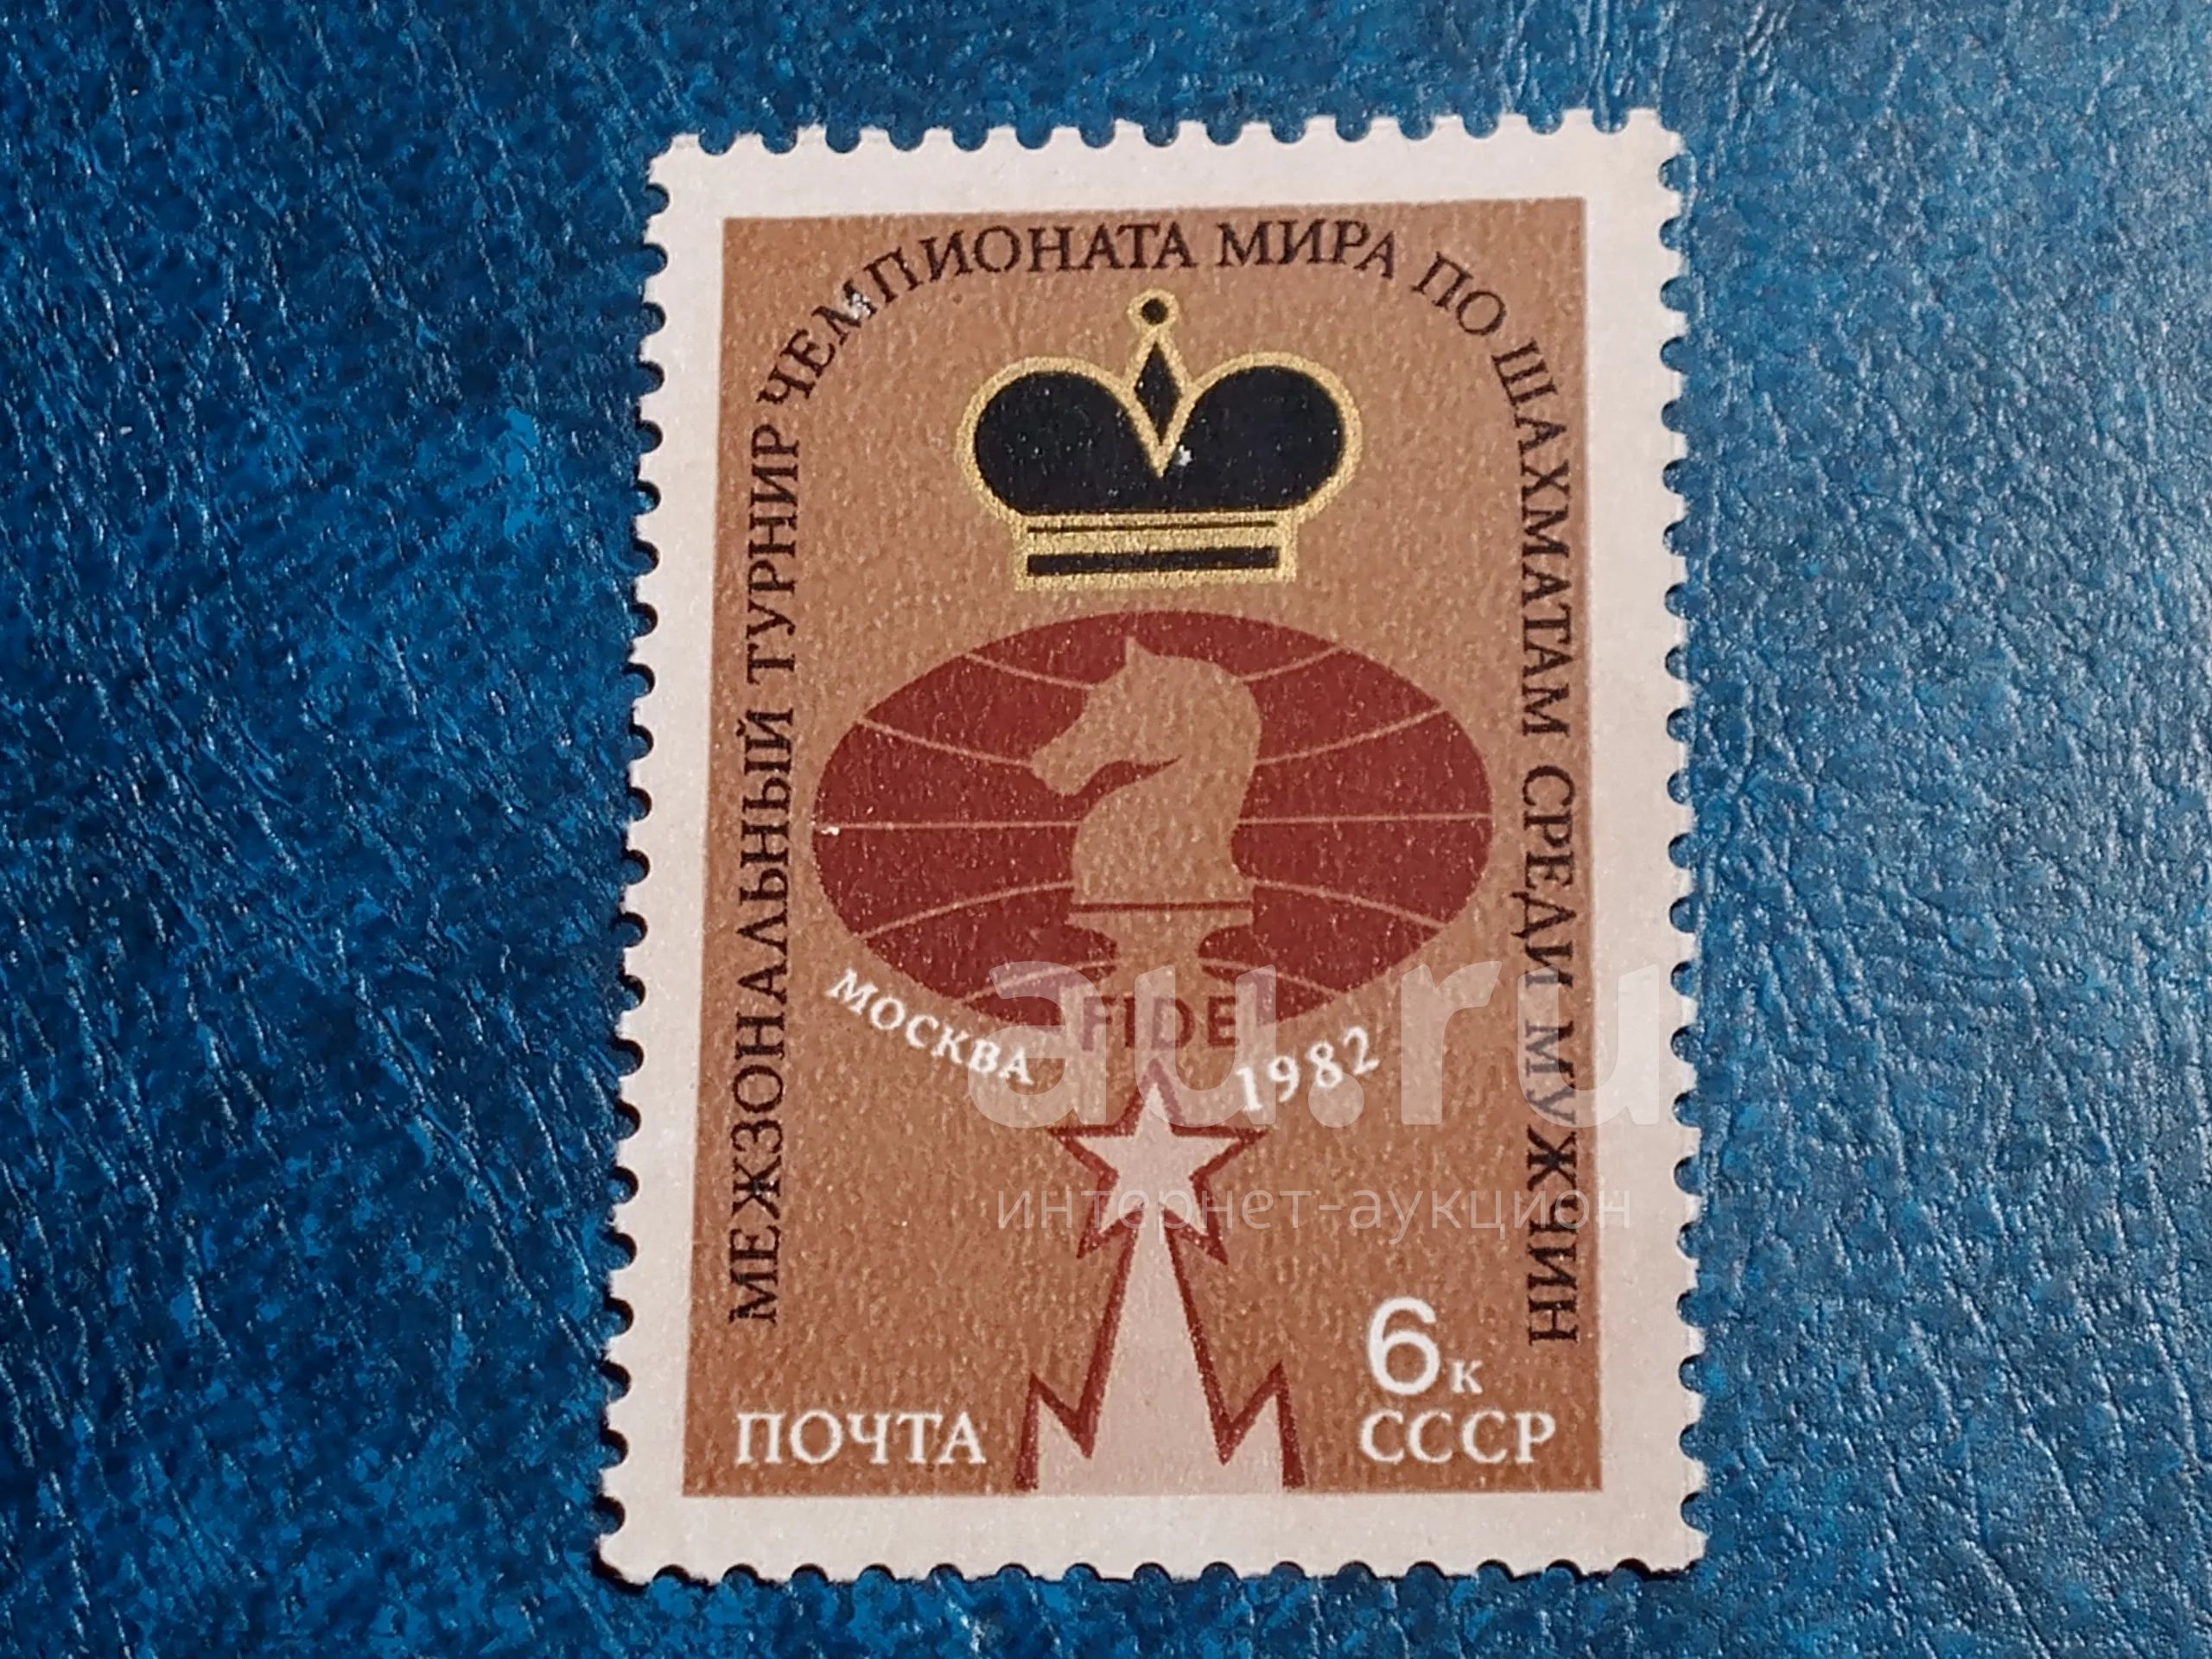 МЕЖЗОНАЛЬНЫЙ ТУРНИР ЧЕМПИОНАТА МИРА ПО ШАХМАТАМ СРЕДИ МУЖЧИН
FIDE
МОСКВА 1982
6к
ПОЧТА СССР
au.ru
интернет-аукцион